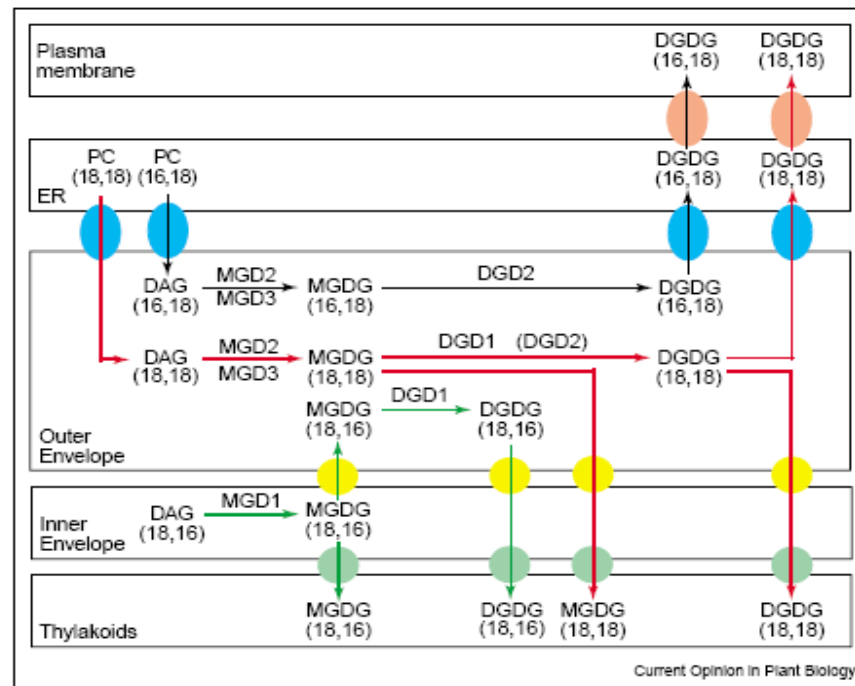 Plasma membrane
DGDG (16,18)
DGDG (18,18)
PC (18,18)
PC (16,18)
ER
DGDG (16,18)
DGDG (18,18)
DAG (16,18)
MGD2
MGD3
MGDG (16,18)
DGD2
DGDG (16,18)
DAG (18,18)
MGD2
MGD3
MGDG (18,18)
DGD1 (DGD2)
DGDG (18,18)
MGDG (18,16)
DGD1
DGDG (18,16)
Outer Envelope
DAG (18,16)
MGD1
MGDG (18,16)
Inner Envelope
MGDG (18,16)
DGDG (18,16)
MGDG (18,18)
DGDG (18,18)
Thylakoids
Current Opinion in Plant Biology